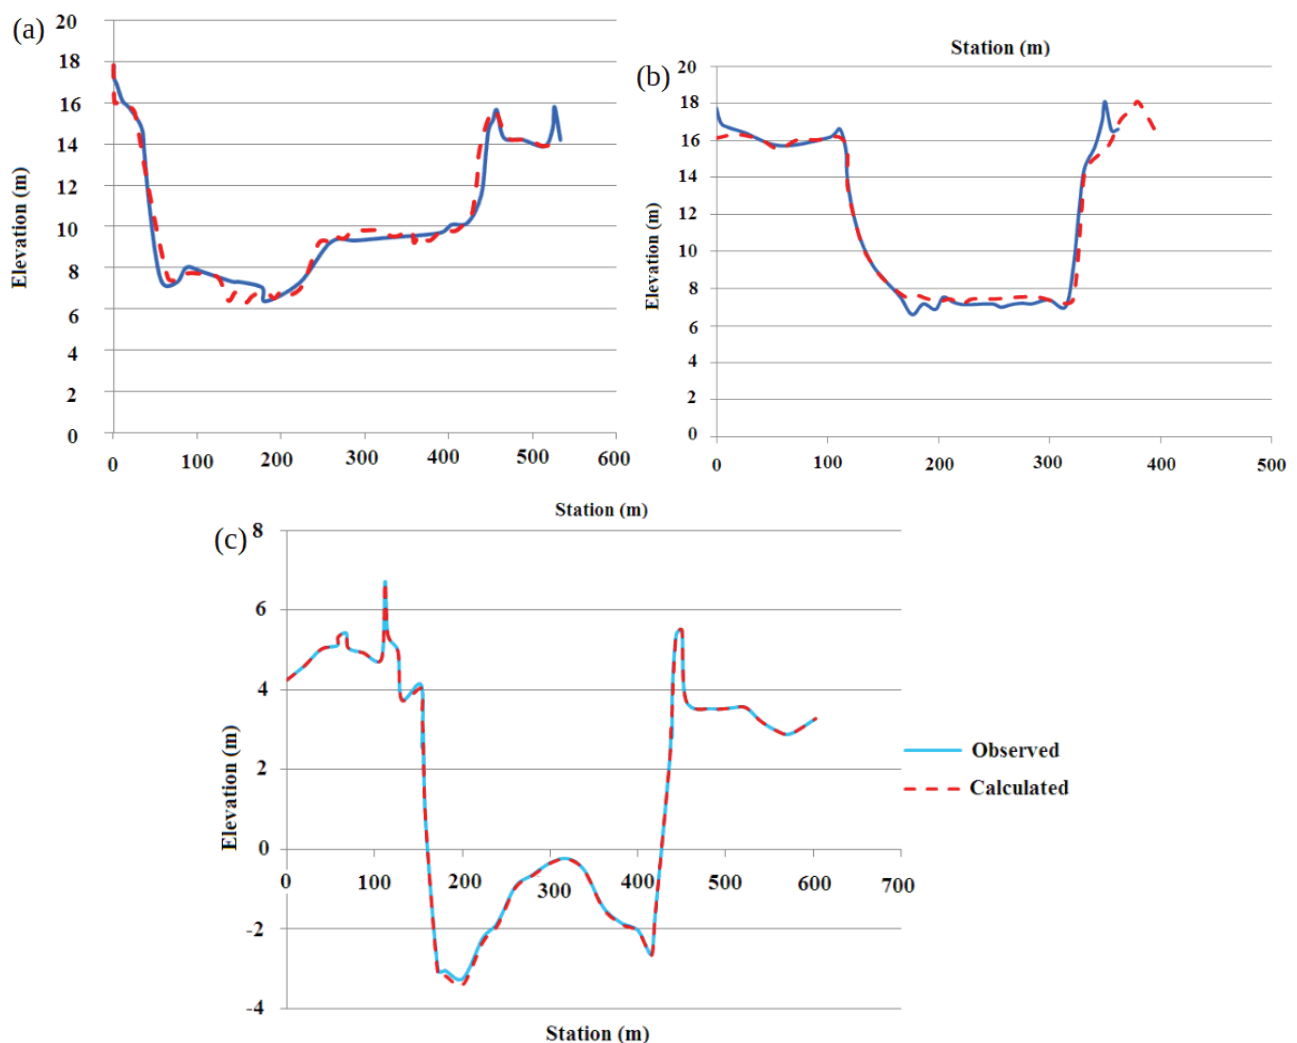 (a)
20
18
16
14
12
10
8
6
4
2
0
Elevation (m)
0 100 200 300 400 500 600
Station (m)
(b)
Station (m)
20
18
16
14
12
10
8
6
4
2
0
Elevation (m)
0 100 200 300 400 500
(c)
8
6
4
2
0
-2
-4
Elevation (m)
0 100 200 300 400 500 600 700
Station (m)
Observed
Calculated